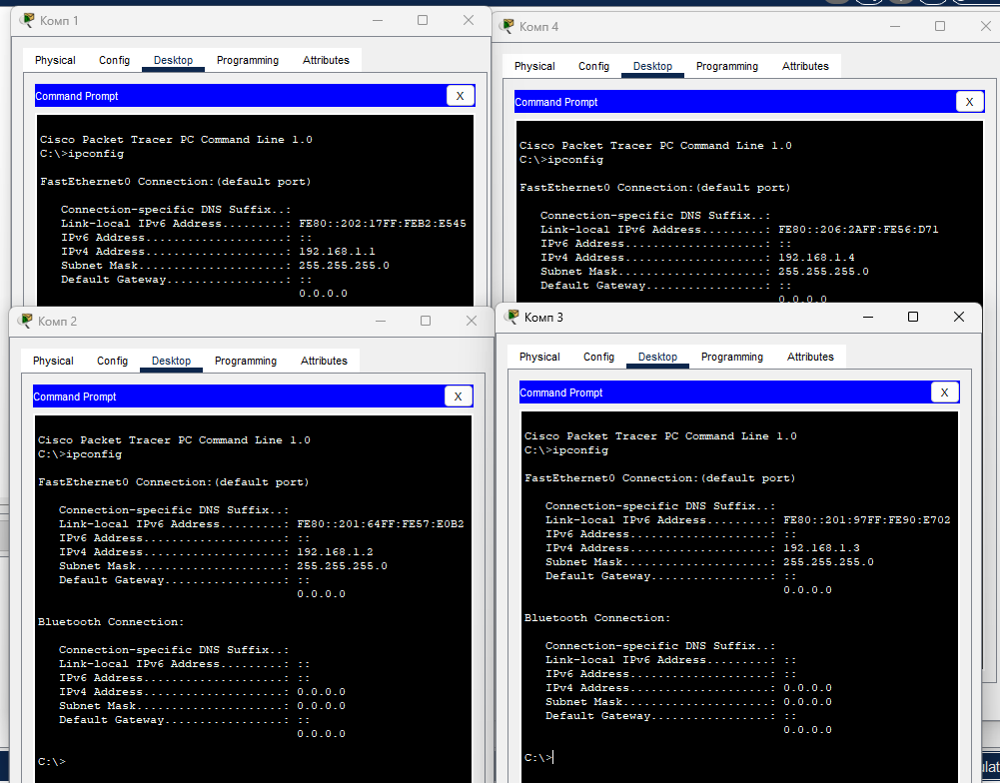 Комп 1
Physical Config Desktop Programming Attributes
Command Prompt X
Cisco Packet Tracer PC Command Line 1.0
C:\>ipconfig
FastEthernet0 Connection:(default port)
Connection-specific DNS Suffix..:
Link-local IPv6 Address.........: FE80::202:17FF:FEB2:E545
IPv6 Address....................: ::
IPv4 Address....................: 192.168.1.1
Subnet Mask.....................: 255.255.255.0
Default Gateway.................: ::
0.0.0.0
Комп 4
Physical Config Desktop Programming Attributes
Command Prompt X
Cisco Packet Tracer PC Command Line 1.0
C:\>ipconfig
FastEthernet0 Connection:(default port)
Connection-specific DNS Suffix..:
Link-local IPv6 Address.........: FE80::206:2AFF:FE56:D71
IPv6 Address....................: ::
IPv4 Address....................: 192.168.1.4
Subnet Mask.....................: 255.255.255.0
Default Gateway.................: ::
0.0.0.0
Комп 2
Physical Config Desktop Programming Attributes
Command Prompt X
Cisco Packet Tracer PC Command Line 1.0
C:\>ipconfig
FastEthernet0 Connection:(default port)
Connection-specific DNS Suffix..:
Link-local IPv6 Address.........: FE80::201:64FF:FE57:E0B2
IPv6 Address....................: ::
IPv4 Address....................: 192.168.1.2
Subnet Mask.....................: 255.255.255.0
Default Gateway.................: ::
0.0.0.0
Bluetooth Connection:
Connection-specific DNS Suffix..:
Link-local IPv6 Address.........: ::
IPv6 Address....................: ::
IPv4 Address....................: 0.0.0.0
Subnet Mask.....................: 0.0.0.0
Default Gateway.................: ::
0.0.0.0
C:\>
Комп 3
Physical Config Desktop Programming Attributes
Command Prompt X
Cisco Packet Tracer PC Command Line 1.0
C:\>ipconfig
FastEthernet0 Connection:(default port)
Connection-specific DNS Suffix..:
Link-local IPv6 Address.........: FE80::201:97FF:FE90:E702
IPv6 Address....................: ::
IPv4 Address....................: 192.168.1.3
Subnet Mask.....................: 255.255.255.0
Default Gateway.................: ::
0.0.0.0
Bluetooth Connection:
Connection-specific DNS Suffix..:
Link-local IPv6 Address.........: ::
IPv6 Address....................: ::
IPv4 Address....................: 0.0.0.0
Subnet Mask.....................: 0.0.0.0
Default Gateway.................: ::
0.0.0.0
C:\>